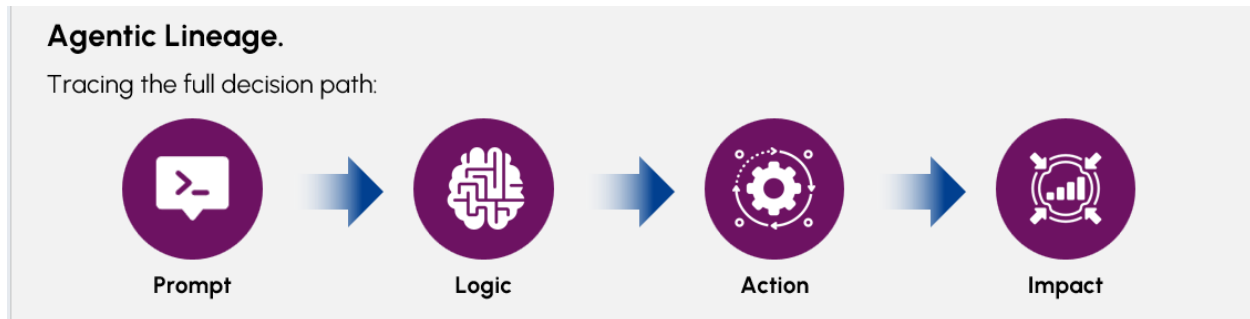 Agentic Lineage.
Tracing the full decision path:
Prompt
Logic
Action
Impact